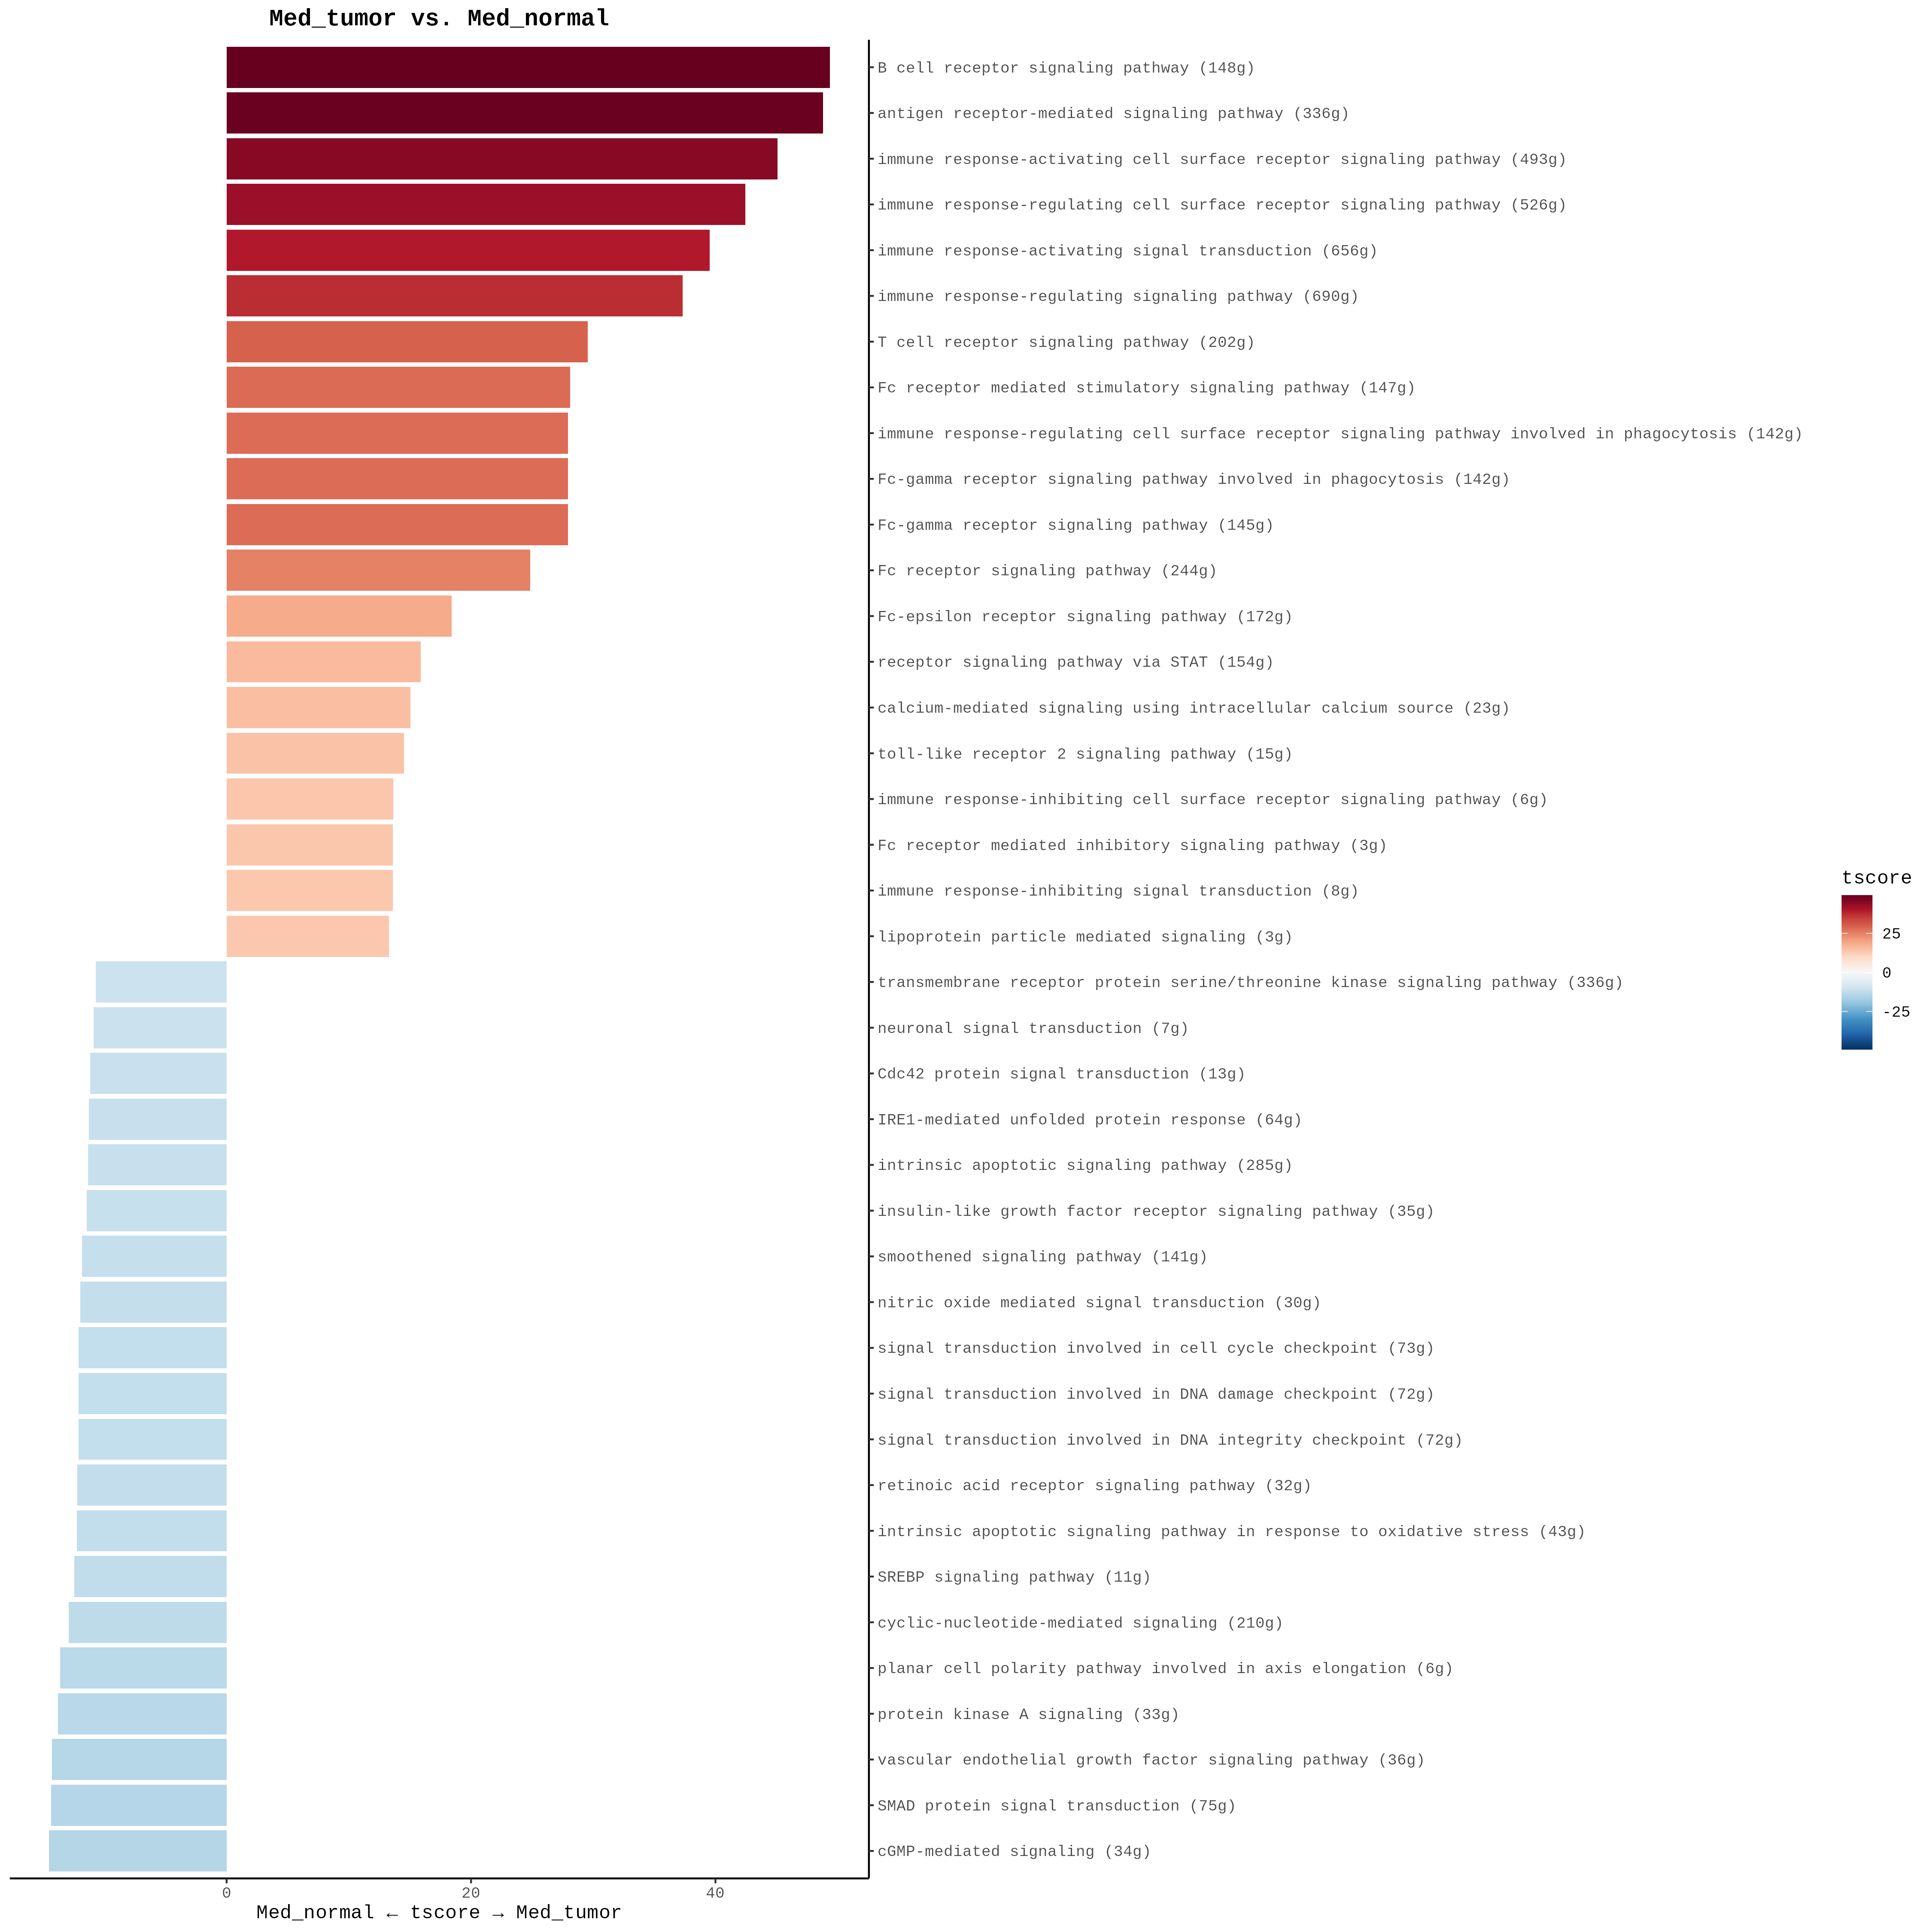 Med_tumor vs. Med_normal
B cell receptor signaling pathway (148g)
antigen receptor-mediated signaling pathway (336g)
immune response-activating cell surface receptor signaling pathway (493g)
immune response-regulating cell surface receptor signaling pathway (526g)
immune response-activating signal transduction (656g)
immune response-regulating signaling pathway (690g)
T cell receptor signaling pathway (202g)
Fc receptor mediated stimulatory signaling pathway (147g)
immune response-regulating cell surface receptor signaling pathway involved in phagocytosis (142g)
Fc-gamma receptor signaling pathway involved in phagocytosis (142g)
Fc-gamma receptor signaling pathway (145g)
Fc receptor signaling pathway (244g)
Fc-epsilon receptor signaling pathway (172g)
receptor signaling pathway via STAT (154g)
calcium-mediated signaling using intracellular calcium source (23g)
toll-like receptor 2 signaling pathway (15g)
immune response-inhibiting cell surface receptor signaling pathway (6g)
Fc receptor mediated inhibitory signaling pathway (3g)
immune response-inhibiting signal transduction (8g)
lipoprotein particle mediated signaling (3g)
transmembrane receptor protein serine/threonine kinase signaling pathway (336g)
neuronal signal transduction (7g)
Cdc42 protein signal transduction (13g)
IRE1-mediated unfolded protein response (64g)
intrinsic apoptotic signaling pathway (285g)
insulin-like growth factor receptor signaling pathway (35g)
smoothened signaling pathway (141g)
nitric oxide mediated signal transduction (30g)
signal transduction involved in cell cycle checkpoint (73g)
signal transduction involved in DNA damage checkpoint (72g)
signal transduction involved in DNA integrity checkpoint (72g)
retinoic acid receptor signaling pathway (32g)
intrinsic apoptotic signaling pathway in response to oxidative stress (43g)
SREBP signaling pathway (11g)
cyclic-nucleotide-mediated signaling (210g)
planar cell polarity pathway involved in axis elongation (6g)
protein kinase A signaling (33g)
vascular endothelial growth factor signaling pathway (36g)
SMAD protein signal transduction (75g)
cGMP-mediated signaling (34g)
0 20 40
Med_normal ← tscore → Med_tumor
tscore
25
0
-25